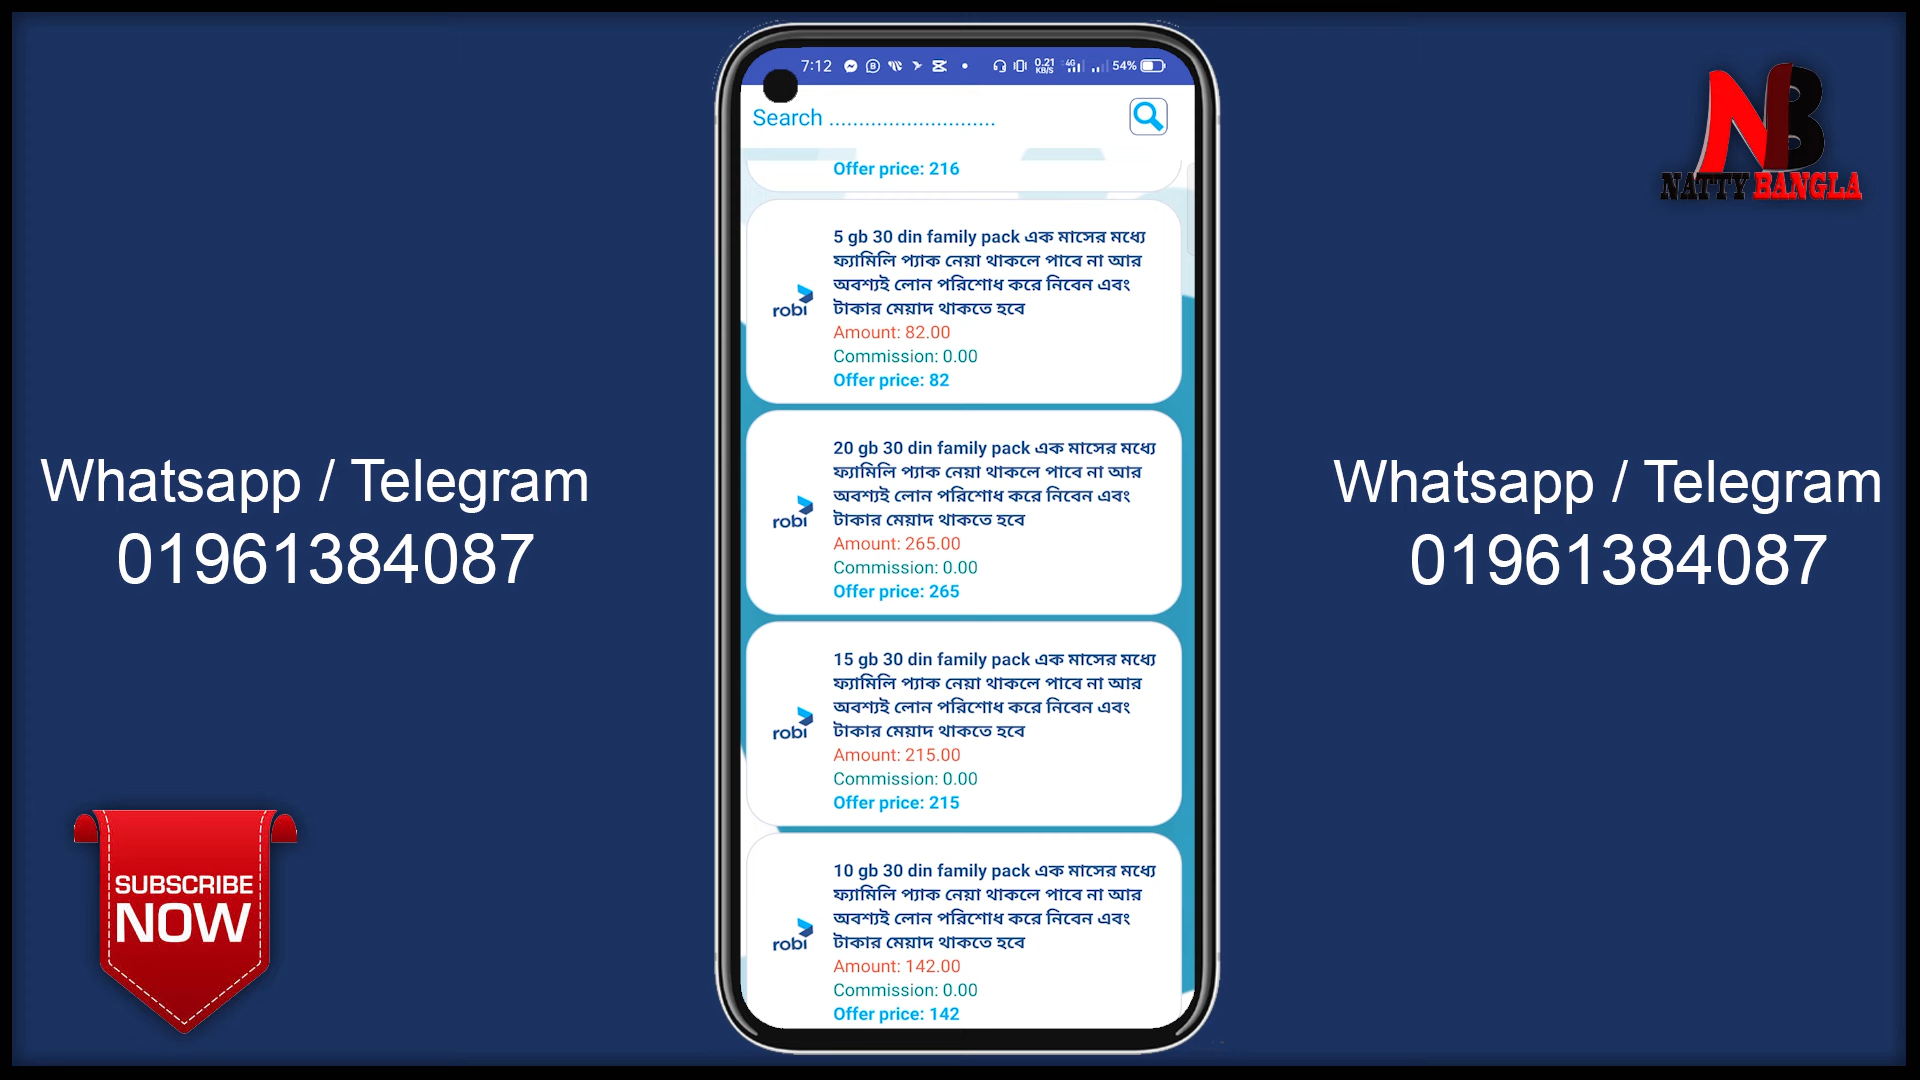 7:12
0.21
KB/S
4G
54%
Search ............................
Offer price: 216
5 gb 30 din family pack এক মাসের মধ্যে
ফ্যামিলি প্যাক নেয়া থাকলে পাবে না আর
অবশ্যই লোন পরিশোধ করে নিবেন এবং
টাকার মেয়াদ থাকতে হবে
Amount: 82.00
Commission: 0.00
Offer price: 82
robi
20 gb 30 din family pack এক মাসের মধ্যে
ফ্যামিলি প্যাক নেয়া থাকলে পাবে না আর
অবশ্যই লোন পরিশোধ করে নিবেন এবং
টাকার মেয়াদ থাকতে হবে
Amount: 265.00
Commission: 0.00
Offer price: 265
robi
15 gb 30 din family pack এক মাসের মধ্যে
ফ্যামিলি প্যাক নেয়া থাকলে পাবে না আর
অবশ্যই লোন পরিশোধ করে নিবেন এবং
টাকার মেয়াদ থাকতে হবে
Amount: 215.00
Commission: 0.00
Offer price: 215
robi
10 gb 30 din family pack এক মাসের মধ্যে
ফ্যামিলি প্যাক নেয়া থাকলে পাবে না আর
অবশ্যই লোন পরিশোধ করে নিবেন এবং
টাকার মেয়াদ থাকতে হবে
Amount: 142.00
Commission: 0.00
Offer price: 142
robi
Whatsapp / Telegram
01961384087
Whatsapp / Telegram
01961384087
NB
NATTY BANGLA
SUBSCRIBE
NOW